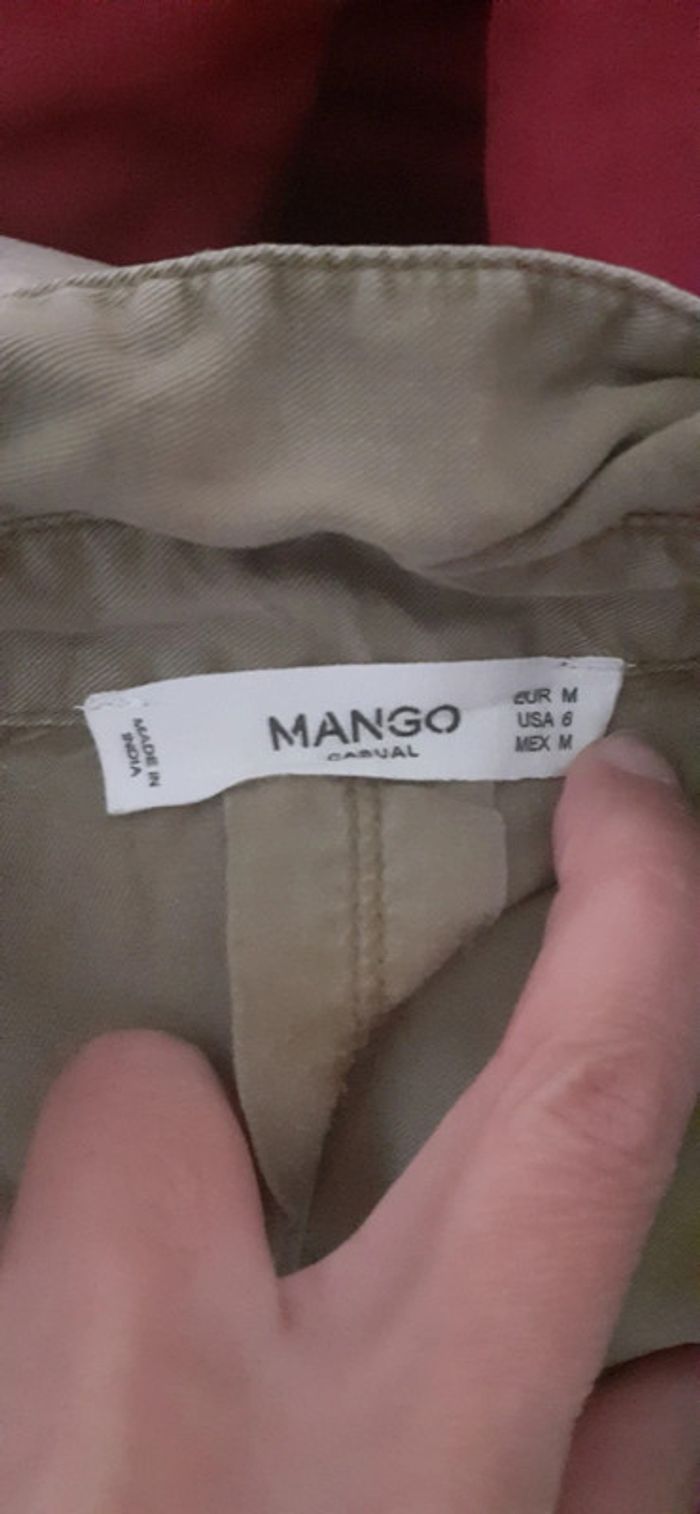 MADE IN
INDIA
MANGO
CASUAL
EUR M
USA 6
MEX M